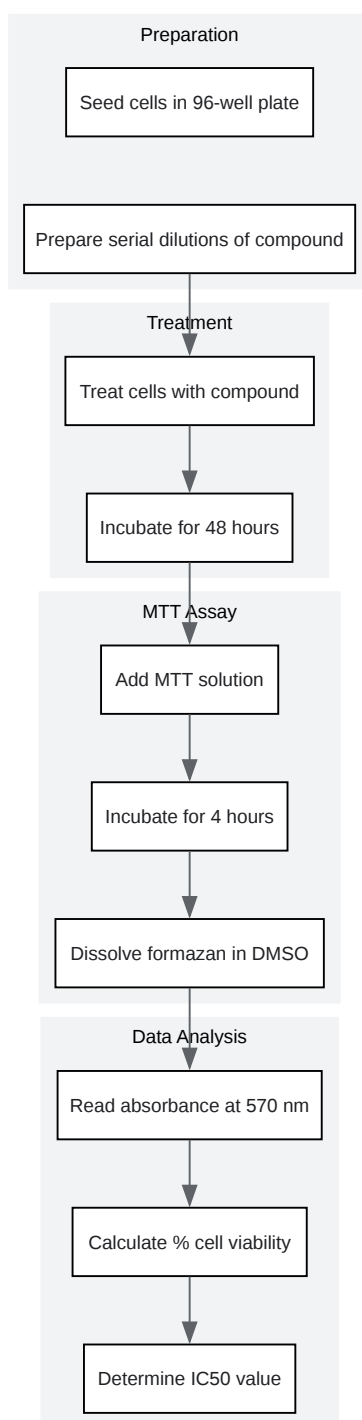 Preparation
Seed cells in 96-well plate
Prepare serial dilutions of compound
Treatment
Treat cells with compound
Incubate for 48 hours
MTT Assay
Add MTT solution
Incubate for 4 hours
Dissolve formazan in DMSO
Data Analysis
Read absorbance at 570 nm
Calculate % cell viability
Determine IC50 value